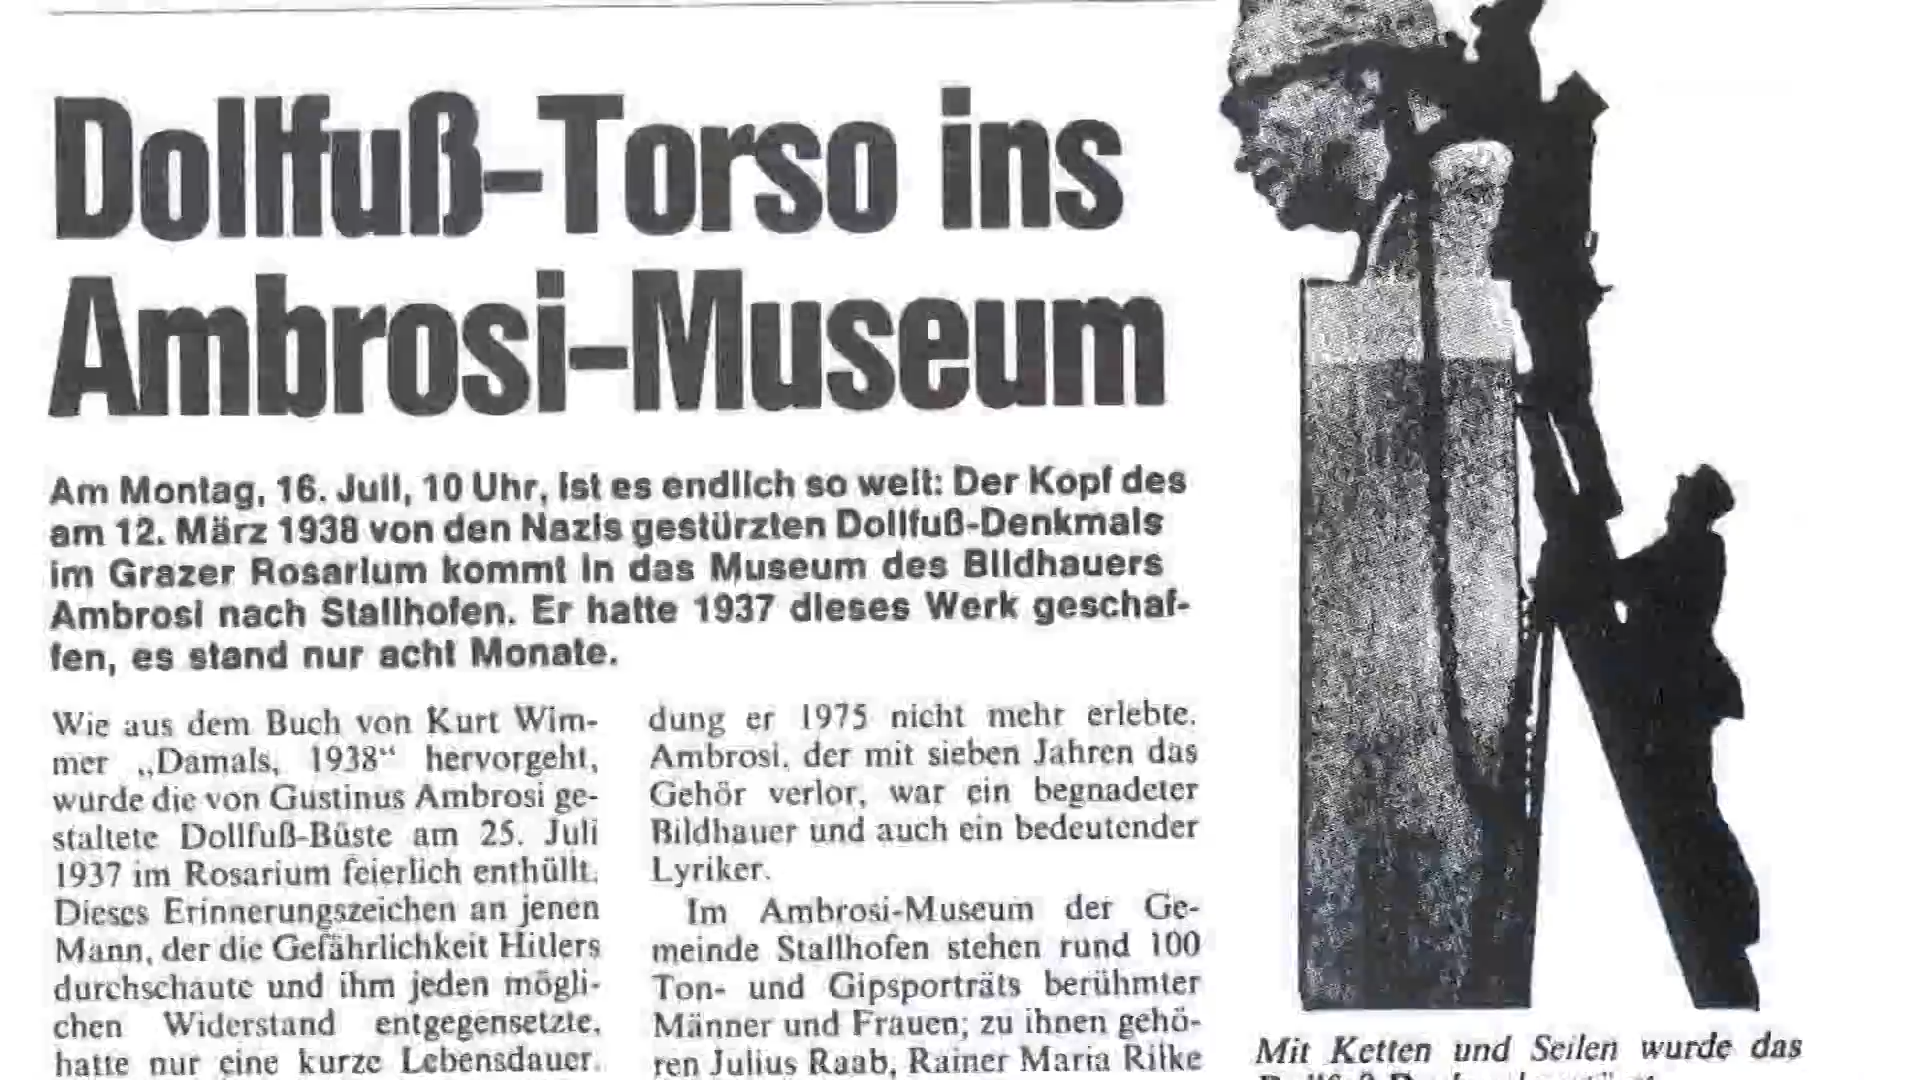 Dollfuß-Torso ins
Ambrosi-Museum
Am Montag, 16. Juli, 10 Uhr, ist es endlich so weit: Der Kopf des
am 12. März 1938 von den Nazis gestürzten Dollfuß-Denkmals
im Grazer Rosarium kommt in das Museum des Bildhauers
Ambrosi nach Stallhofen. Er hatte 1937 dieses Werk geschaf-
fen, es stand nur acht Monate.
Wie aus dem Buch von Kurt Wim-
mer „Damals, 1938“ hervorgeht,
wurde die von Gustinus Ambrosi ge-
staltete Dollfuß-Büste am 25. Juli
1937 im Rosarium feierlich enthüllt.
Dieses Erinnerungszeichen an jenen
Mann, der die Gefährlichkeit Hitlers
durchschaute und ihm jeden mögli-
chen Widerstand entgegensetzte,
hatte nur eine kurze Lebensdauer.
dung er 1975 nicht mehr erlebte.
Ambrosi, der mit sieben Jahren das
Gehör verlor, war ein begnadeter
Bildhauer und auch ein bedeutender
Lyriker.
Im Ambrosi-Museum der Ge-
meinde Stallhofen stehen rund 100
Ton- und Gipsporträts berühmter
Männer und Frauen; zu ihnen gehö-
ren Julius Raab, Rainer Maria Rilke
Mit Ketten und Seilen wurde das